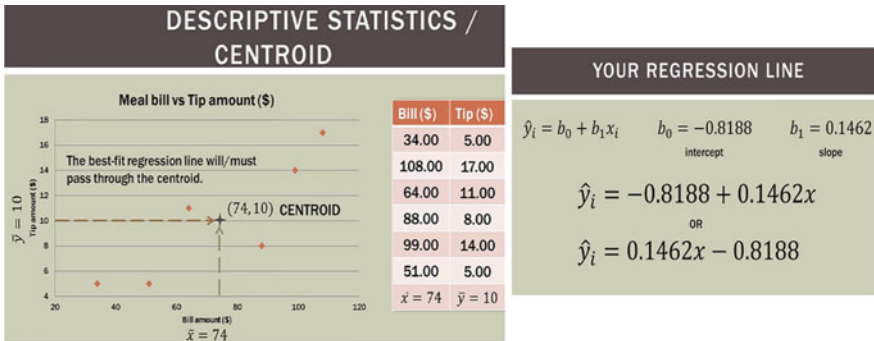 DESCRIPTIVE STATISTICS /
CENTROID
Meal bill vs Tip amount ($)
18
16
14
12
10
8
6
4
The best-fit regression line will/must
pass through the centroid.
(74,10) CENTROID
ȳ = 10
Tip amount ($)
20 40 60 80 100 120
Bill amount ($)
x̄ = 74
Bill ($) Tip ($)
34.00 5.00
108.00 17.00
64.00 11.00
88.00 8.00
99.00 14.00
51.00 5.00
x̄ = 74 ȳ = 10
YOUR REGRESSION LINE
ŷᵢ = b₀ + b₁xᵢ b₀ = −0.8188 b₁ = 0.1462
intercept slope
ŷᵢ = −0.8188 + 0.1462x
OR
ŷᵢ = 0.1462x − 0.8188